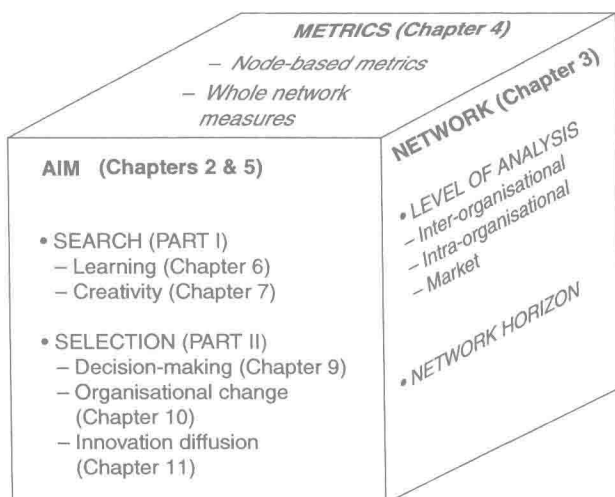 METRICS (Chapter 4)
– Node-based metrics
– Whole network
measures
AIM (Chapters 2 & 5)
• SEARCH (PART I)
– Learning (Chapter 6)
– Creativity (Chapter 7)
• SELECTION (PART II)
– Decision-making (Chapter 9)
– Organisational change
(Chapter 10)
– Innovation diffusion
(Chapter 11)
NETWORK (Chapter 3)
• LEVEL OF ANALYSIS
– Inter-organisational
– Intra-organisational
– Market
• NETWORK HORIZON